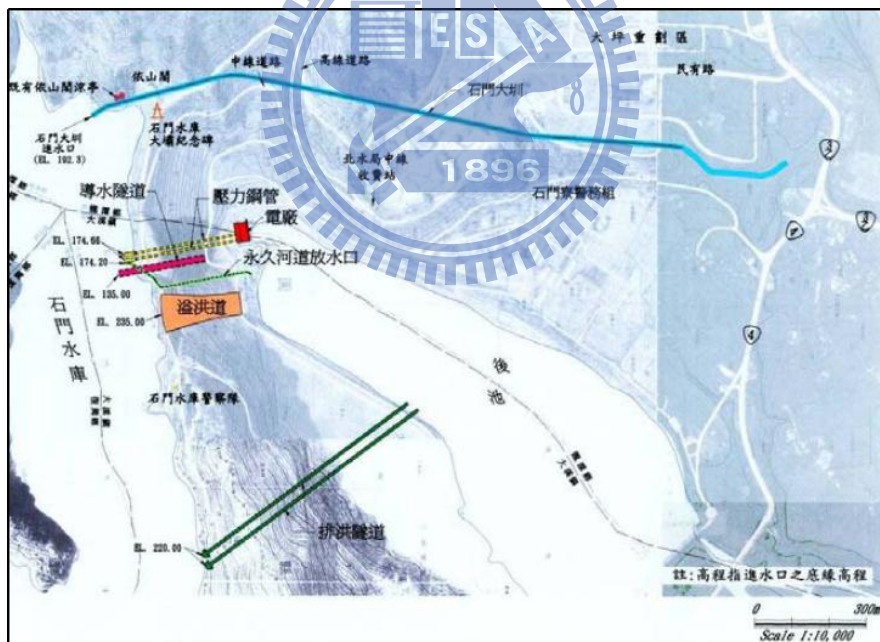 ESA
1896
大坪重劃區
民有路
高線道路
中線道路
依山閣
既有依山閣涼亭
石門大圳
石門大圳
進水口
(EL. 192.3)
石門水庫
大壩紀念碑
北水局中線
收費站
石門寮警務組
導水隧道
壓力鋼管
電廠
永久河道放水口
EL. 174.66
EL. 174.20
EL. 135.00
EL. 235.00
溢洪道
石門水庫
後池
石門水庫警察隊
排洪隧道
EL. 220.00
3
3
4
註:高程指進水口之底緣高程
0 300m
Scale 1:10,000